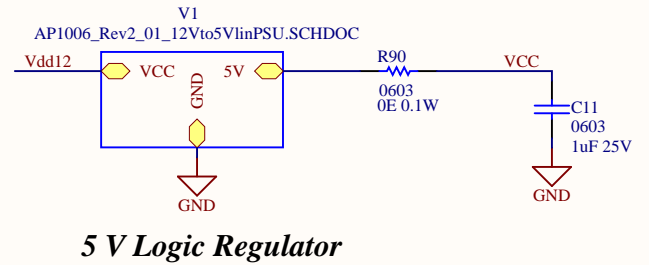 V1
AP1006_Rev2_01_12Vto5VlinPSU.SCHDOC
Vdd12
VCC
5V
GND
R90
0603
0E 0.1W
VCC
C11
0603
1uF 25V
GND
GND
5 V Logic Regulator